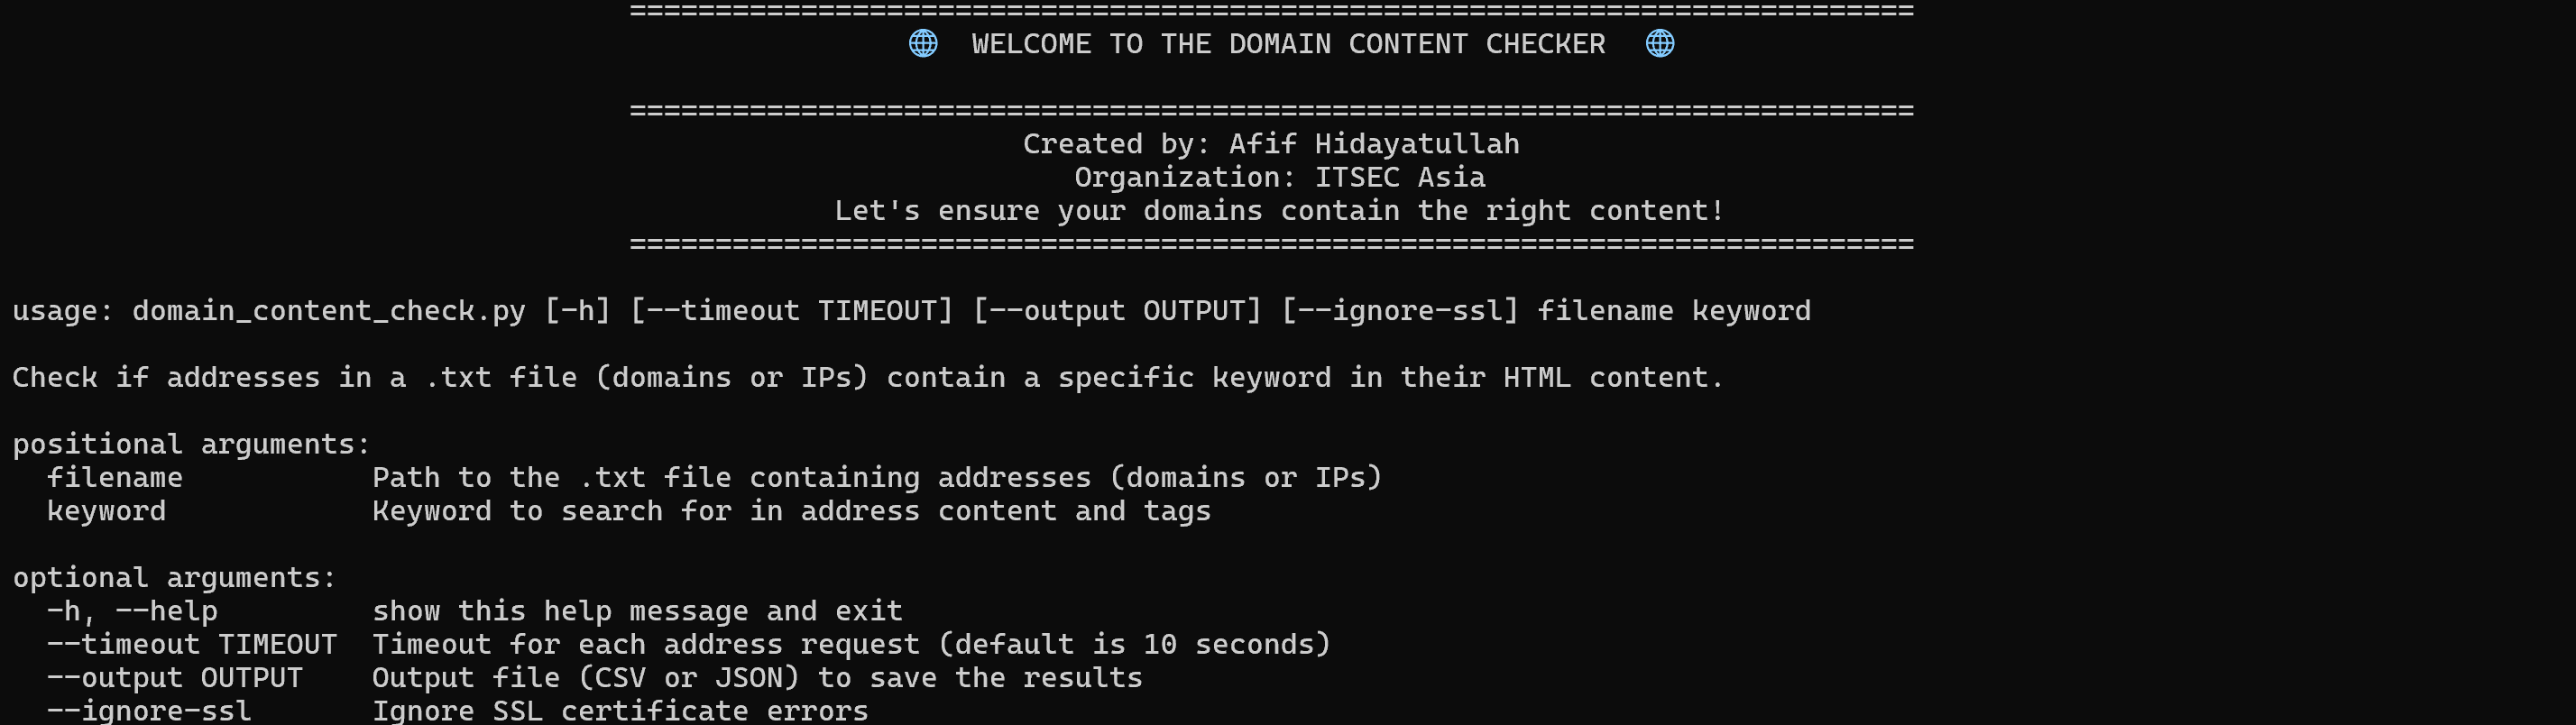 ===========================================================================
🌐 WELCOME TO THE DOMAIN CONTENT CHECKER 🌐
===========================================================================
Created by: Afif Hidayatullah
Organization: ITSEC Asia
Let's ensure your domains contain the right content!
===========================================================================
usage: domain_content_check.py [-h] [--timeout TIMEOUT] [--output OUTPUT] [--ignore-ssl] filename keyword
Check if addresses in a .txt file (domains or IPs) contain a specific keyword in their HTML content.
positional arguments:
  filename            Path to the .txt file containing addresses (domains or IPs)
  keyword             Keyword to search for in address content and tags
optional arguments:
  -h, --help          show this help message and exit
  --timeout TIMEOUT   Timeout for each address request (default is 10 seconds)
  --output OUTPUT     Output file (CSV or JSON) to save the results
  --ignore-ssl        Ignore SSL certificate errors